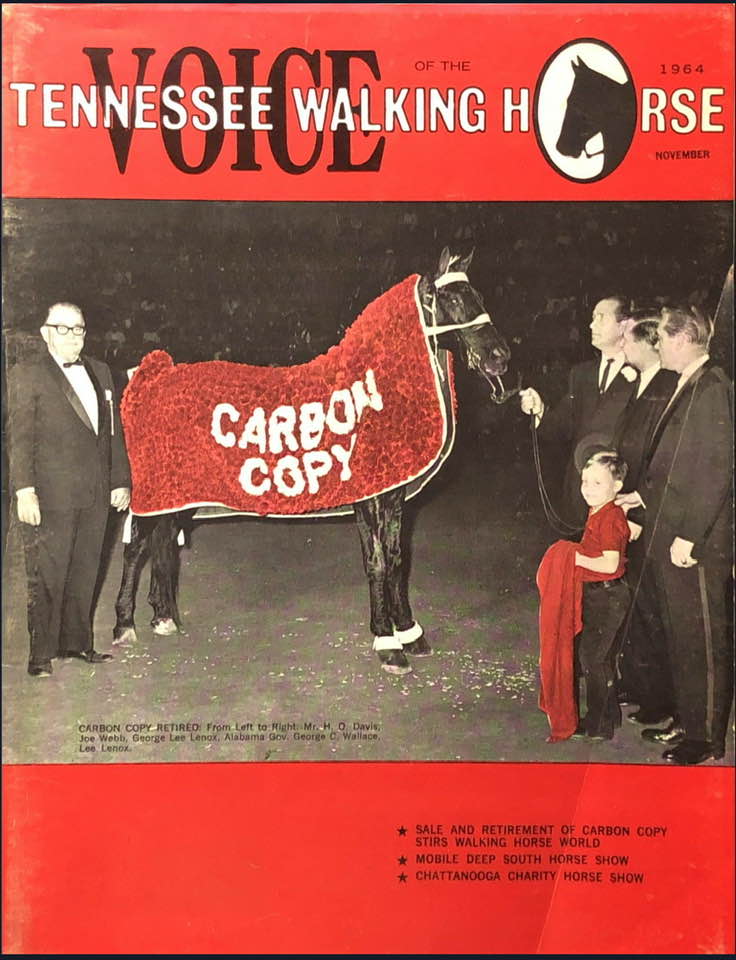 VOICE
OF THE
1964
TENNESSEE WALKING HORSE
NOVEMBER
CARBON
COPY
CARBON COPY RETIRED: From Left to Right: Mr. H. O. Davis,
Joe Webb, George Lee Lenox, Alabama Gov. George C. Wallace,
Lee Lenox.
★ SALE AND RETIREMENT OF CARBON COPY
STIRS WALKING HORSE WORLD
★ MOBILE DEEP SOUTH HORSE SHOW
★ CHATTANOOGA CHARITY HORSE SHOW